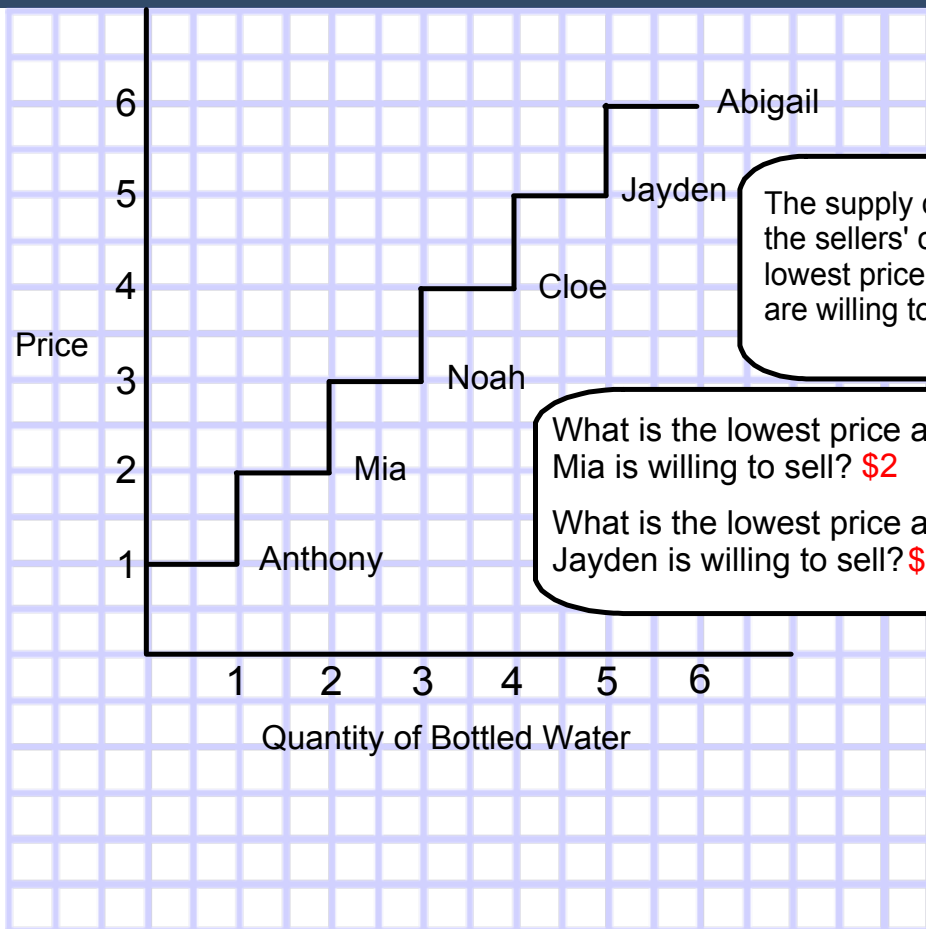 6
Abigail
5
Jayden
The supply
the sellers'
lowest price
are willing to
4
Cloe
Price
3
Noah
What is the lowest price a
Mia is willing to sell? $2
2
Mia
What is the lowest price a
Jayden is willing to sell? $
1
Anthony
1 2 3 4 5 6
Quantity of Bottled Water